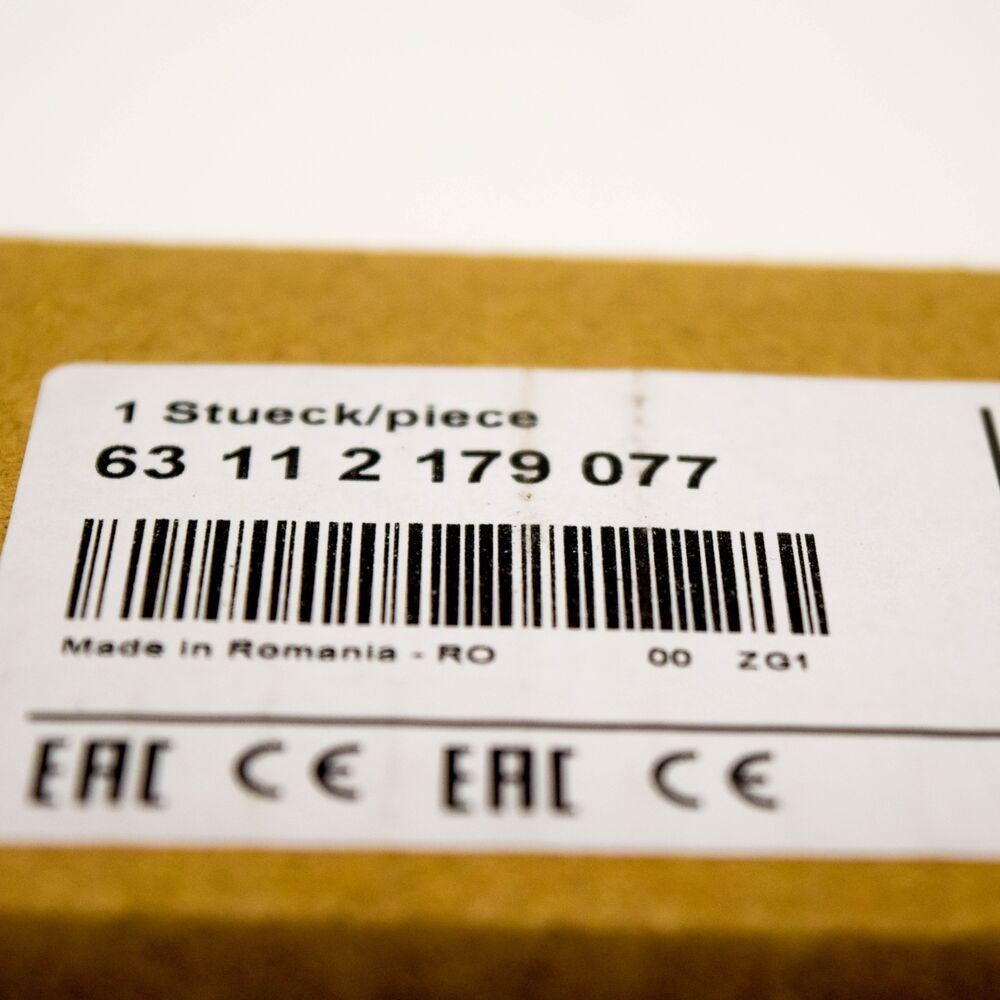 1 Stueck/piece
63 11 2 179 077
Made in Romania - RO 00 ZG1
EAC CE EAC CE